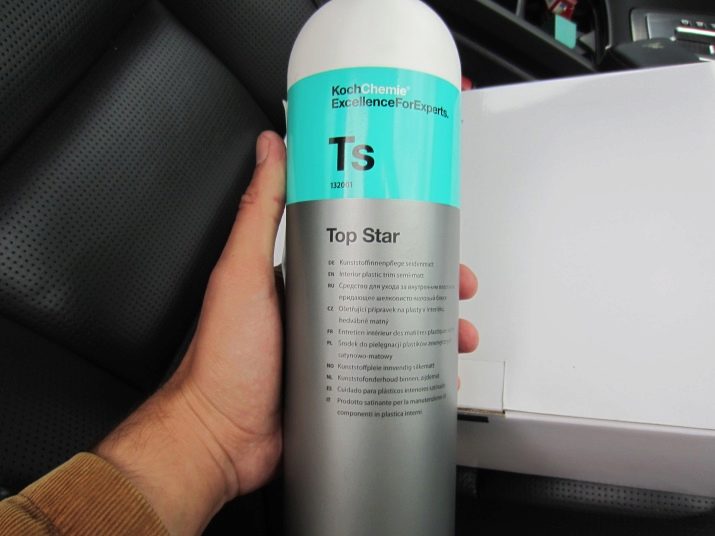 KochChemie®
ExcellenceForExperts.
Ts
132001
Top Star
DE Kunststoffinnenpflege seidenmatt
EN Interior plastic trim semi-matt
RU Средство для ухода за внутренним
придающее шелковисто-матовый блеск
CZ Ošetřující přípravek na plasty v interiéru,
hedvábně matný
FR Entretien intérieur des matières plastiques
PL Środek do pielęgnacji plastików
satynowo-matowy
NO Kunststoffpleie innvendig silkematt
NL Kunststofonderhoud binnen, zijdemat
ES Cuidado para plásticos interiores
IT Prodotto satinante per la manutenzione di
componenti in plastica interni